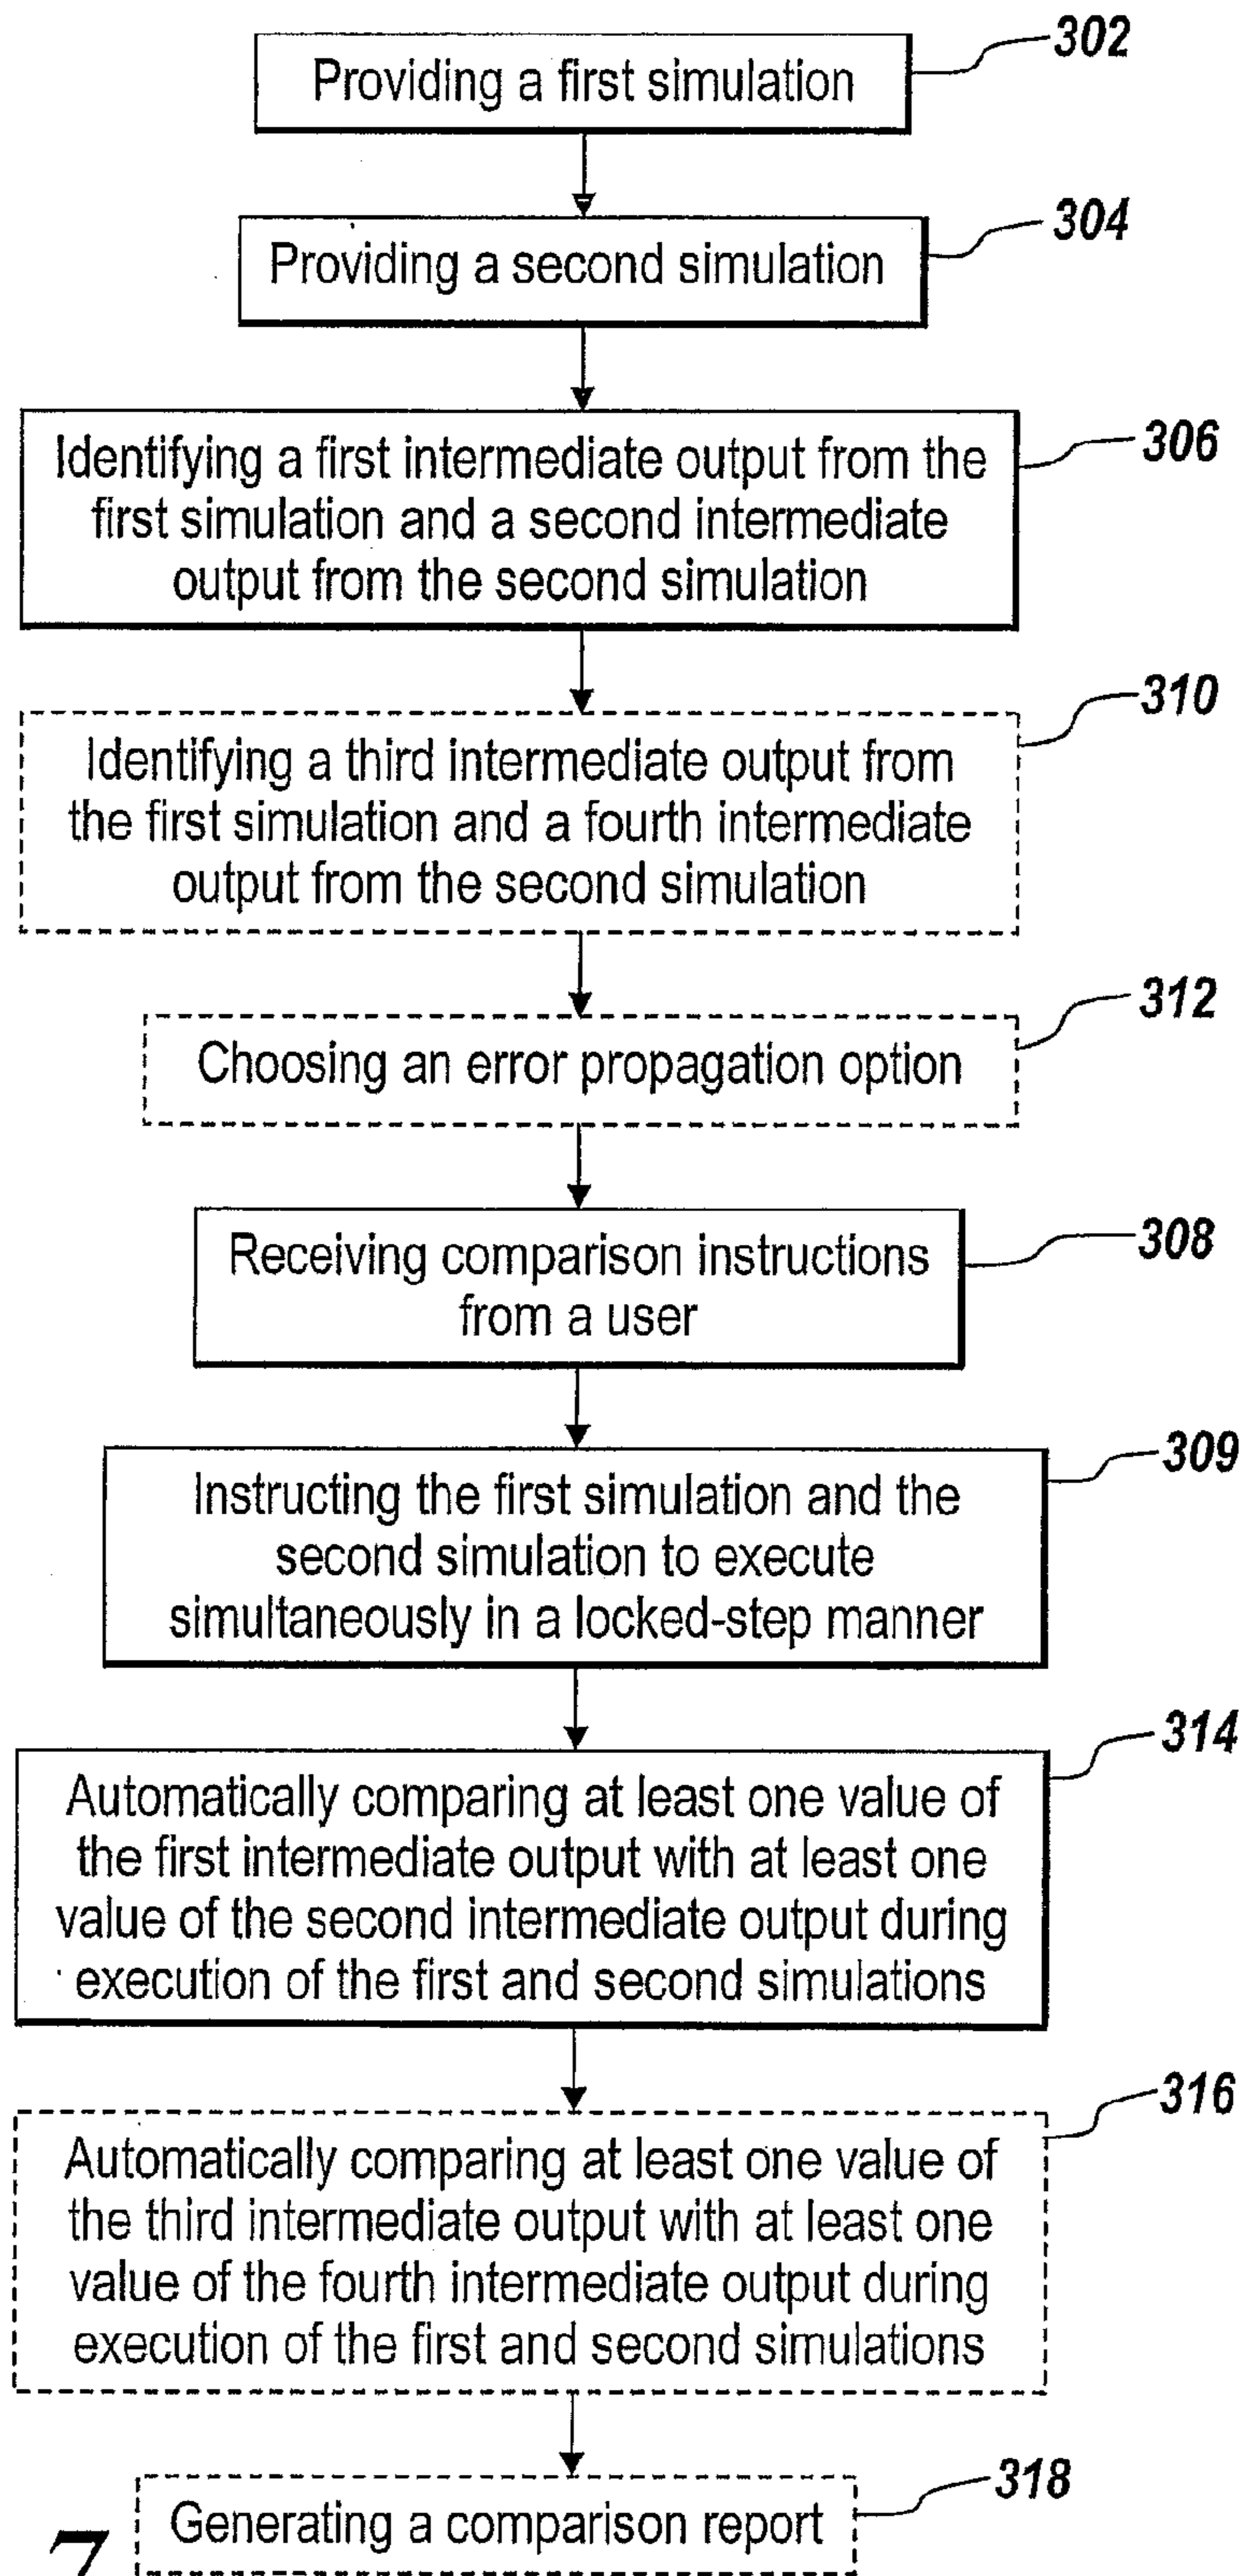 302
Providing a first simulation
304
Providing a second simulation
306
Identifying a first intermediate output from the
first simulation and a second intermediate
output from the second simulation
310
Identifying a third intermediate output from
the first simulation and a fourth intermediate
output from the second simulation
312
Choosing an error propagation option
308
Receiving comparison instructions
from a user
309
Instructing the first simulation and the
second simulation to execute
simultaneously in a locked-step manner
314
Automatically comparing at least one value of
the first intermediate output with at least one
value of the second intermediate output during
execution of the first and second simulations
316
Automatically comparing at least one value of
the third intermediate output with at least one
value of the fourth intermediate output during
execution of the first and second simulations
318
Generating a comparison report
7